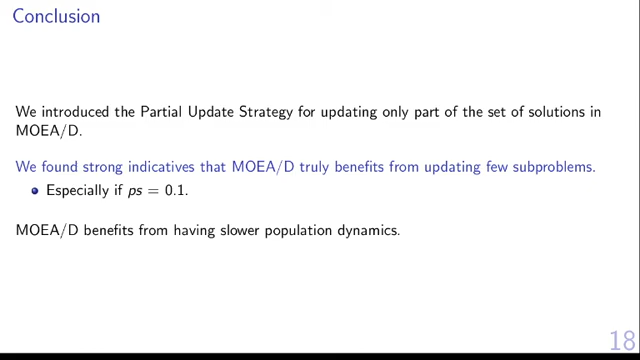 Conclusion
We introduced the Partial Update Strategy for updating only part of the set of solutions in
MOEA/D.
We found strong indicatives that MOEA/D truly benefits from updating few subproblems.
Especially if ps = 0.1.
MOEA/D benefits from having slower population dynamics.
18